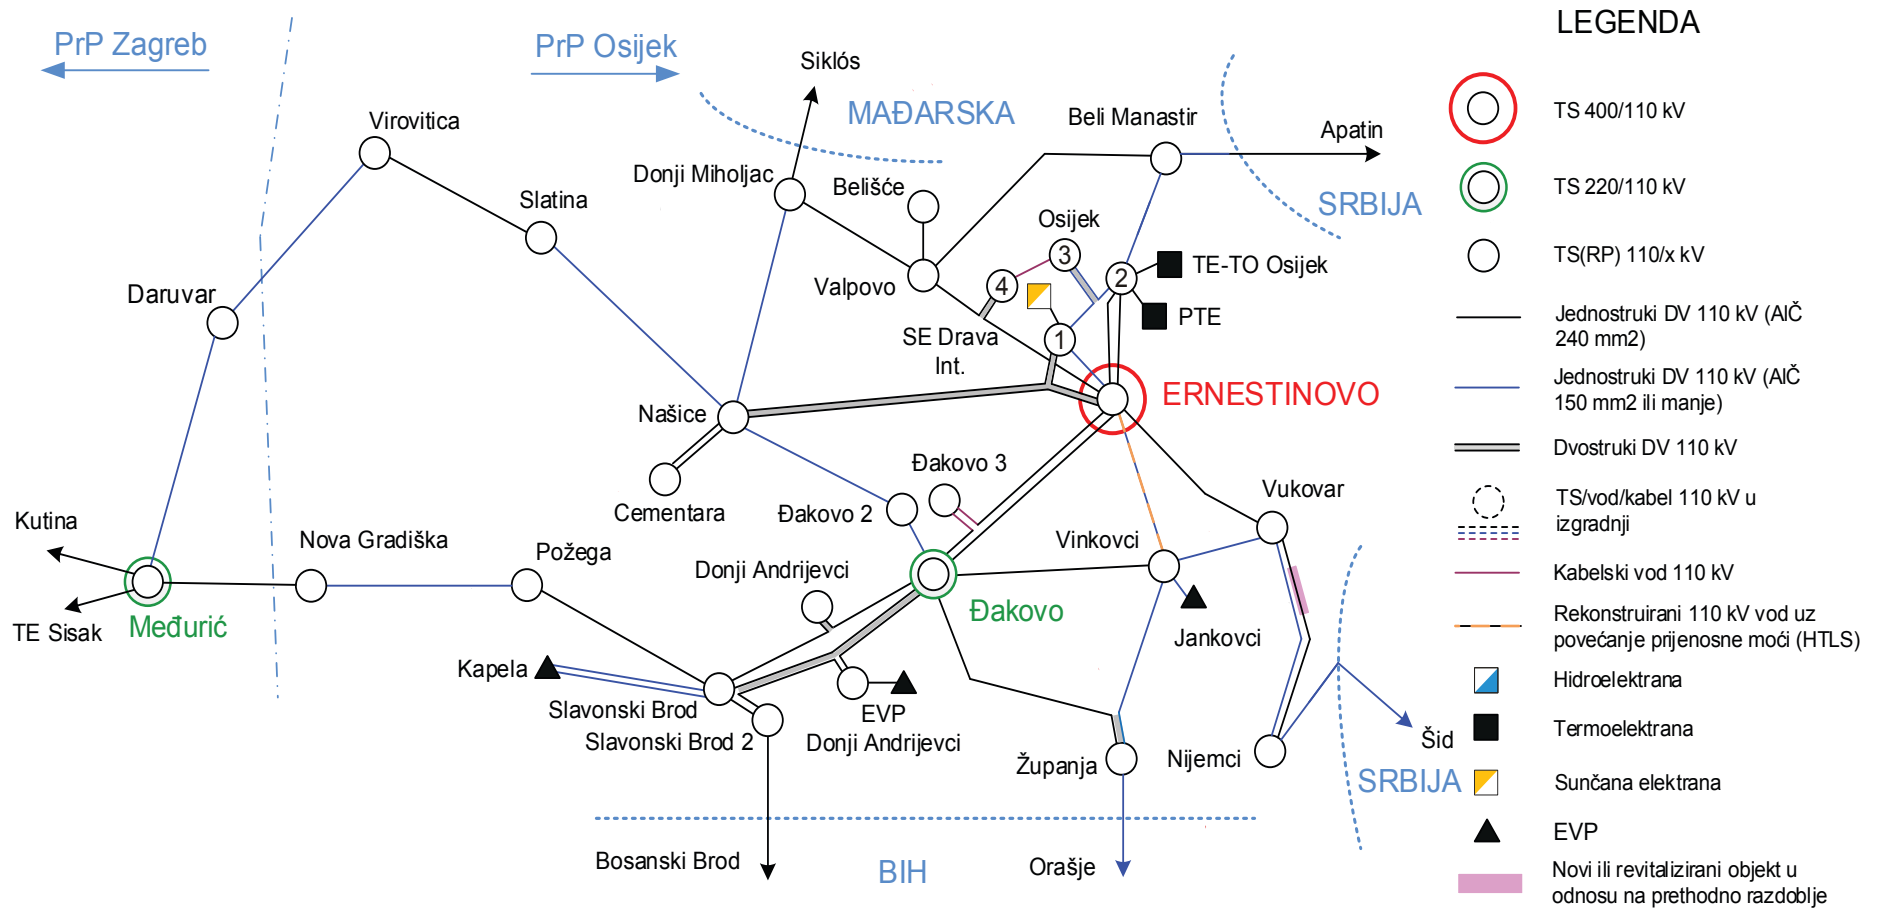 PrP Zagreb
PrP Osijek
Siklós
MAĐARSKA
Virovitica
Beli Manastir
Apatin
Donji Miholjac
Belišće
Slatina
SRBIJA
Osijek
3
4
2
TE-TO Osijek
Valpovo
PTE
Daruvar
SE Drava
Int.
1
ERNESTINOVO
Našice
Đakovo 3
Cementara
Đakovo 2
Vukovar
Kutina
Nova Gradiška
Požega
Vinkovci
Donji Andrijevci
Đakovo
TE Sisak
Međurić
Jankovci
Kapela
Slavonski Brod
EVP
Slavonski Brod 2
Donji Andrijevci
Županja
Nijemci
Šid
SRBIJA
Bosanski Brod
BIH
Orašje
LEGENDA
TS 400/110 kV
TS 220/110 kV
TS(RP) 110/x kV
Jednostruki DV 110 kV (AlČ
240 mm2)
Jednostruki DV 110 kV (AlČ
150 mm2 ili manje)
Dvostruki DV 110 kV
TS/vod/kabel 110 kV u
izgradnji
Kabelski vod 110 kV
Rekonstruirani 110 kV vod uz
povećanje prijenosne moći (HTLS)
Hidroelektrana
Termoelektrana
Sunčana elektrana
EVP
Novi ili revitalizirani objekt u
odnosu na prethodno razdoblje